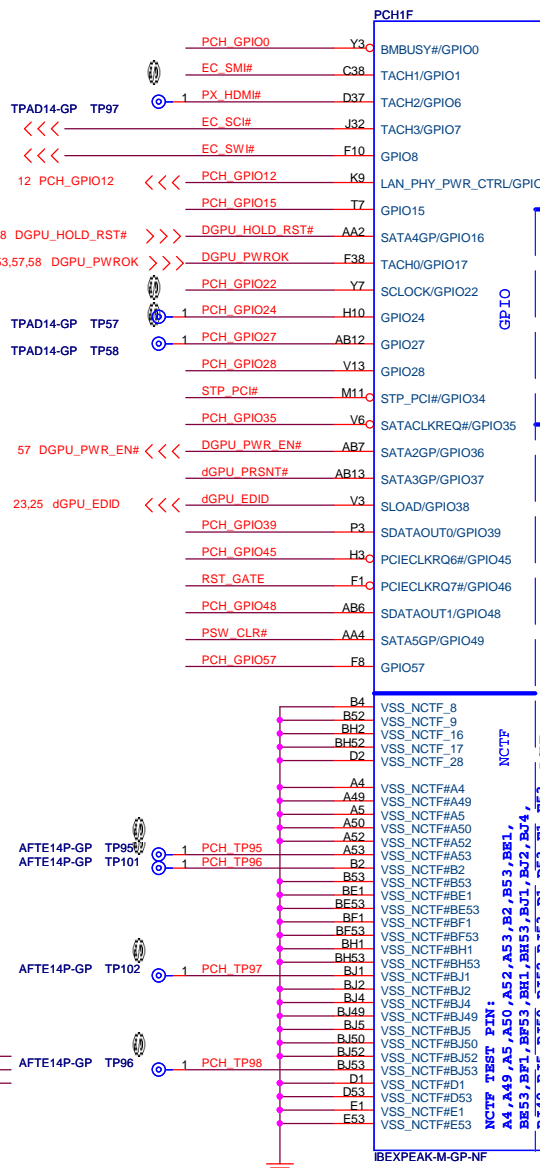 PCH1F
PCH_GPIO0 Y3 BMBUSY#/GPIO0
EC_SMI# C38 TACH1/GPIO1
1 PX_HDMI# D37 TACH2/GPIO6
TPAD14-GP TP97
EC_SCI# J32 TACH3/GPIO7
EC_SWI# F10 GPIO8
12 PCH_GPIO12 PCH_GPIO12 K9 LAN_PHY_PWR_CTRL/GPIO
PCH_GPIO15 T7 GPIO15
8 DGPU_HOLD_RST# DGPU_HOLD_RST# AA2 SATA4GP/GPIO16
53,57,58 DGPU_PWROK DGPU_PWROK F38 TACH0/GPIO17
PCH_GPIO22 Y7 SCLOCK/GPIO22
TPAD14-GP TP57 1 PCH_GPIO24 H10 GPIO24
TPAD14-GP TP58 1 PCH_GPIO27 AB12 GPIO27
PCH_GPIO28 V13 GPIO28
STP_PCI# M11 STP_PCI#/GPIO34
PCH_GPIO35 V6 SATACLKREQ#/GPIO35
57 DGPU_PWR_EN# DGPU_PWR_EN# AB7 SATA2GP/GPIO36
dGPU_PRSNT# AB13 SATA3GP/GPIO37
23,25 dGPU_EDID dGPU_EDID V3 SLOAD/GPIO38
PCH_GPIO39 P3 SDATAOUT0/GPIO39
PCH_GPIO45 H3 PCIECLKRQ6#/GPIO45
RST_GATE F1 PCIECLKRQ7#/GPIO46
PCH_GPIO48 AB6 SDATAOUT1/GPIO48
PSW_CLR# AA4 SATA5GP/GPIO49
PCH_GPIO57 F8 GPIO57
GPIO
B4 VSS_NCTF_8
B52 VSS_NCTF_9
BH2 VSS_NCTF_16
BH52 VSS_NCTF_17
D2 VSS_NCTF_28
NCTF
A4 VSS_NCTF#A4
A49 VSS_NCTF#A49
A5 VSS_NCTF#A5
A50 VSS_NCTF#A50
A52 VSS_NCTF#A52
AFTE14P-GP TP95 1 PCH_TP95 A53 VSS_NCTF#A53
AFTE14P-GP TP101 1 PCH_TP96 B2 VSS_NCTF#B2
B53 VSS_NCTF#B53
BE1 VSS_NCTF#BE1
BE53 VSS_NCTF#BE53
BF1 VSS_NCTF#BF1
BF53 VSS_NCTF#BF53
BH1 VSS_NCTF#BH1
BH53 VSS_NCTF#BH53
AFTE14P-GP TP102 1 PCH_TP97 BJ1 VSS_NCTF#BJ1
BJ2 VSS_NCTF#BJ2
BJ4 VSS_NCTF#BJ4
BJ49 VSS_NCTF#BJ49
BJ5 VSS_NCTF#BJ5
BJ50 VSS_NCTF#BJ50
BJ52 VSS_NCTF#BJ52
AFTE14P-GP TP96 1 PCH_TP98 BJ53 VSS_NCTF#BJ53
D1 VSS_NCTF#D1
D53 VSS_NCTF#D53
E1 VSS_NCTF#E1
E53 VSS_NCTF#E53
NCTF TEST PIN:
A4,A49,A5,A50,A52,A53,B2,B53,BE1,
BE53,BF1,BF53,BH1,BH53,BJ1,BJ2,BJ4,
IBEXPEAK-M-GP-NF